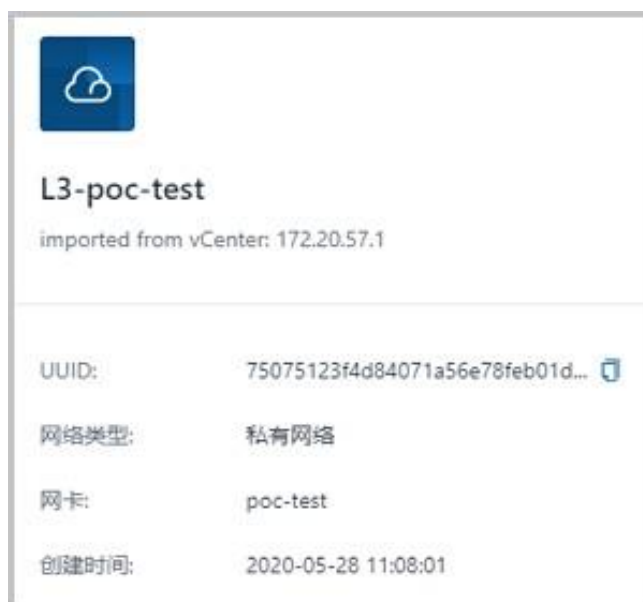 L3-poc-test
imported from vCenter: 172.20.57.1
UUID: 75075123f4d84071a56e78feb01d...
网络类型: 私有网络
网卡: poc-test
创建时间: 2020-05-28 11:08:01